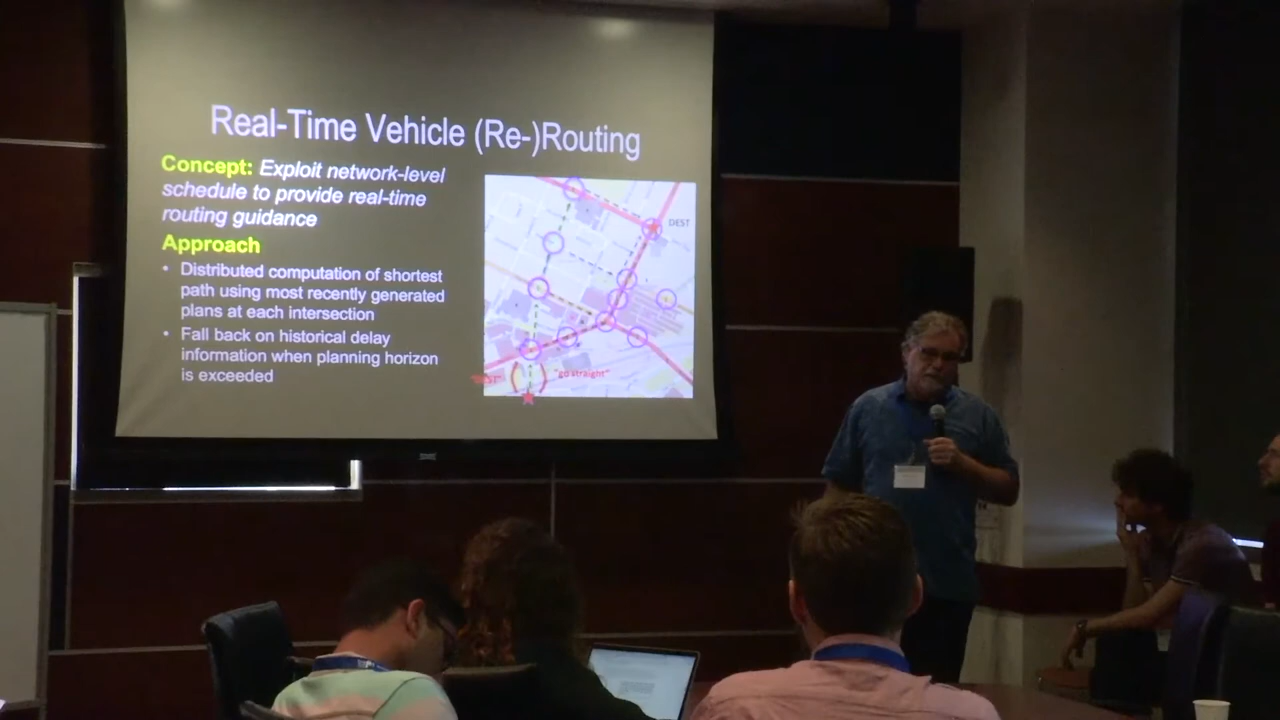 Real-Time Vehicle (Re-)Routing
Concept: Exploit network-level
schedule to provide real-time
routing guidance
Approach
• Distributed computation of shortest
path using most recently generated
plans at each intersection
• Fall back on historical delay
information when planning horizon
is exceeded
DEST
"go straight"